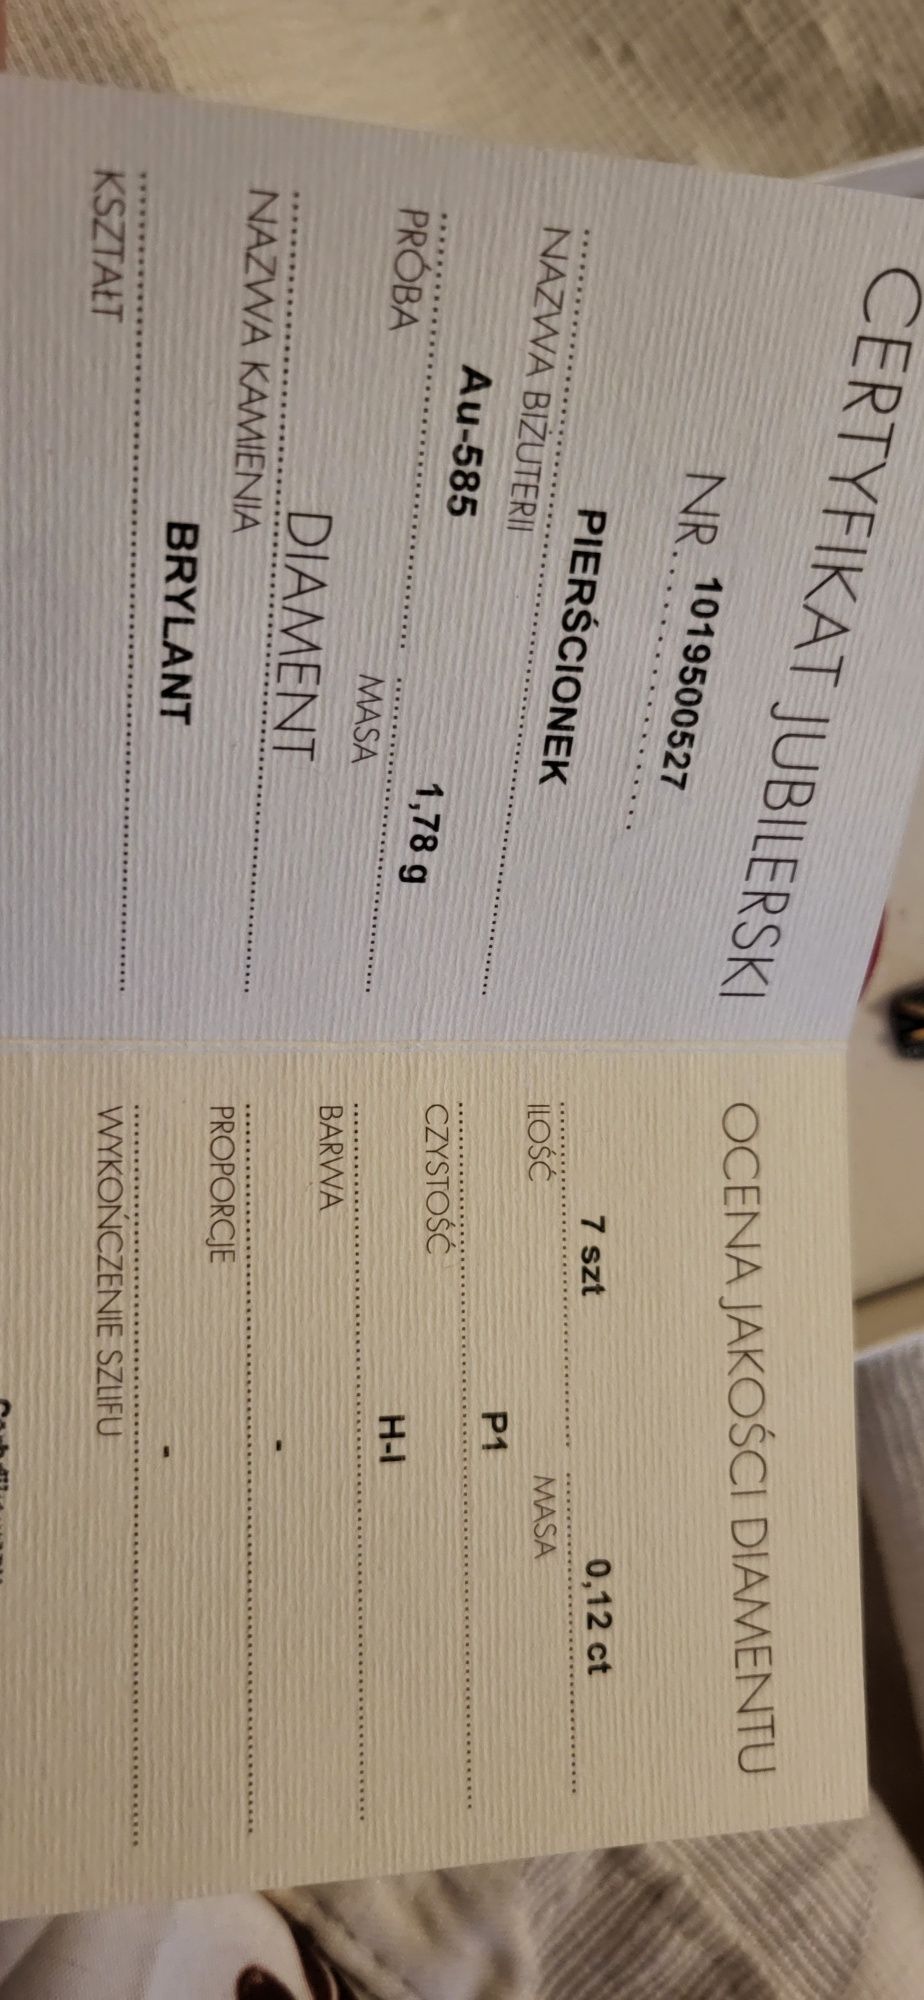 CERTYFIKAT JUBILERSKI
NR 1019500527
PIERŚCIONEK
NAZWA BIŻUTERII
Au-585 1,78 g
PRÓBA MASA
DIAMENT
NAZWA KAMIENIA
BRYLANT
KSZTAŁT
OCENA JAKOŚCI DIAMENTU
7 szt 0,12 ct
ILOŚĆ MASA
P1
CZYSTOŚĆ
H-I
BARWA
-
PROPORCJE
-
WYKOŃCZENIE SZLIFU